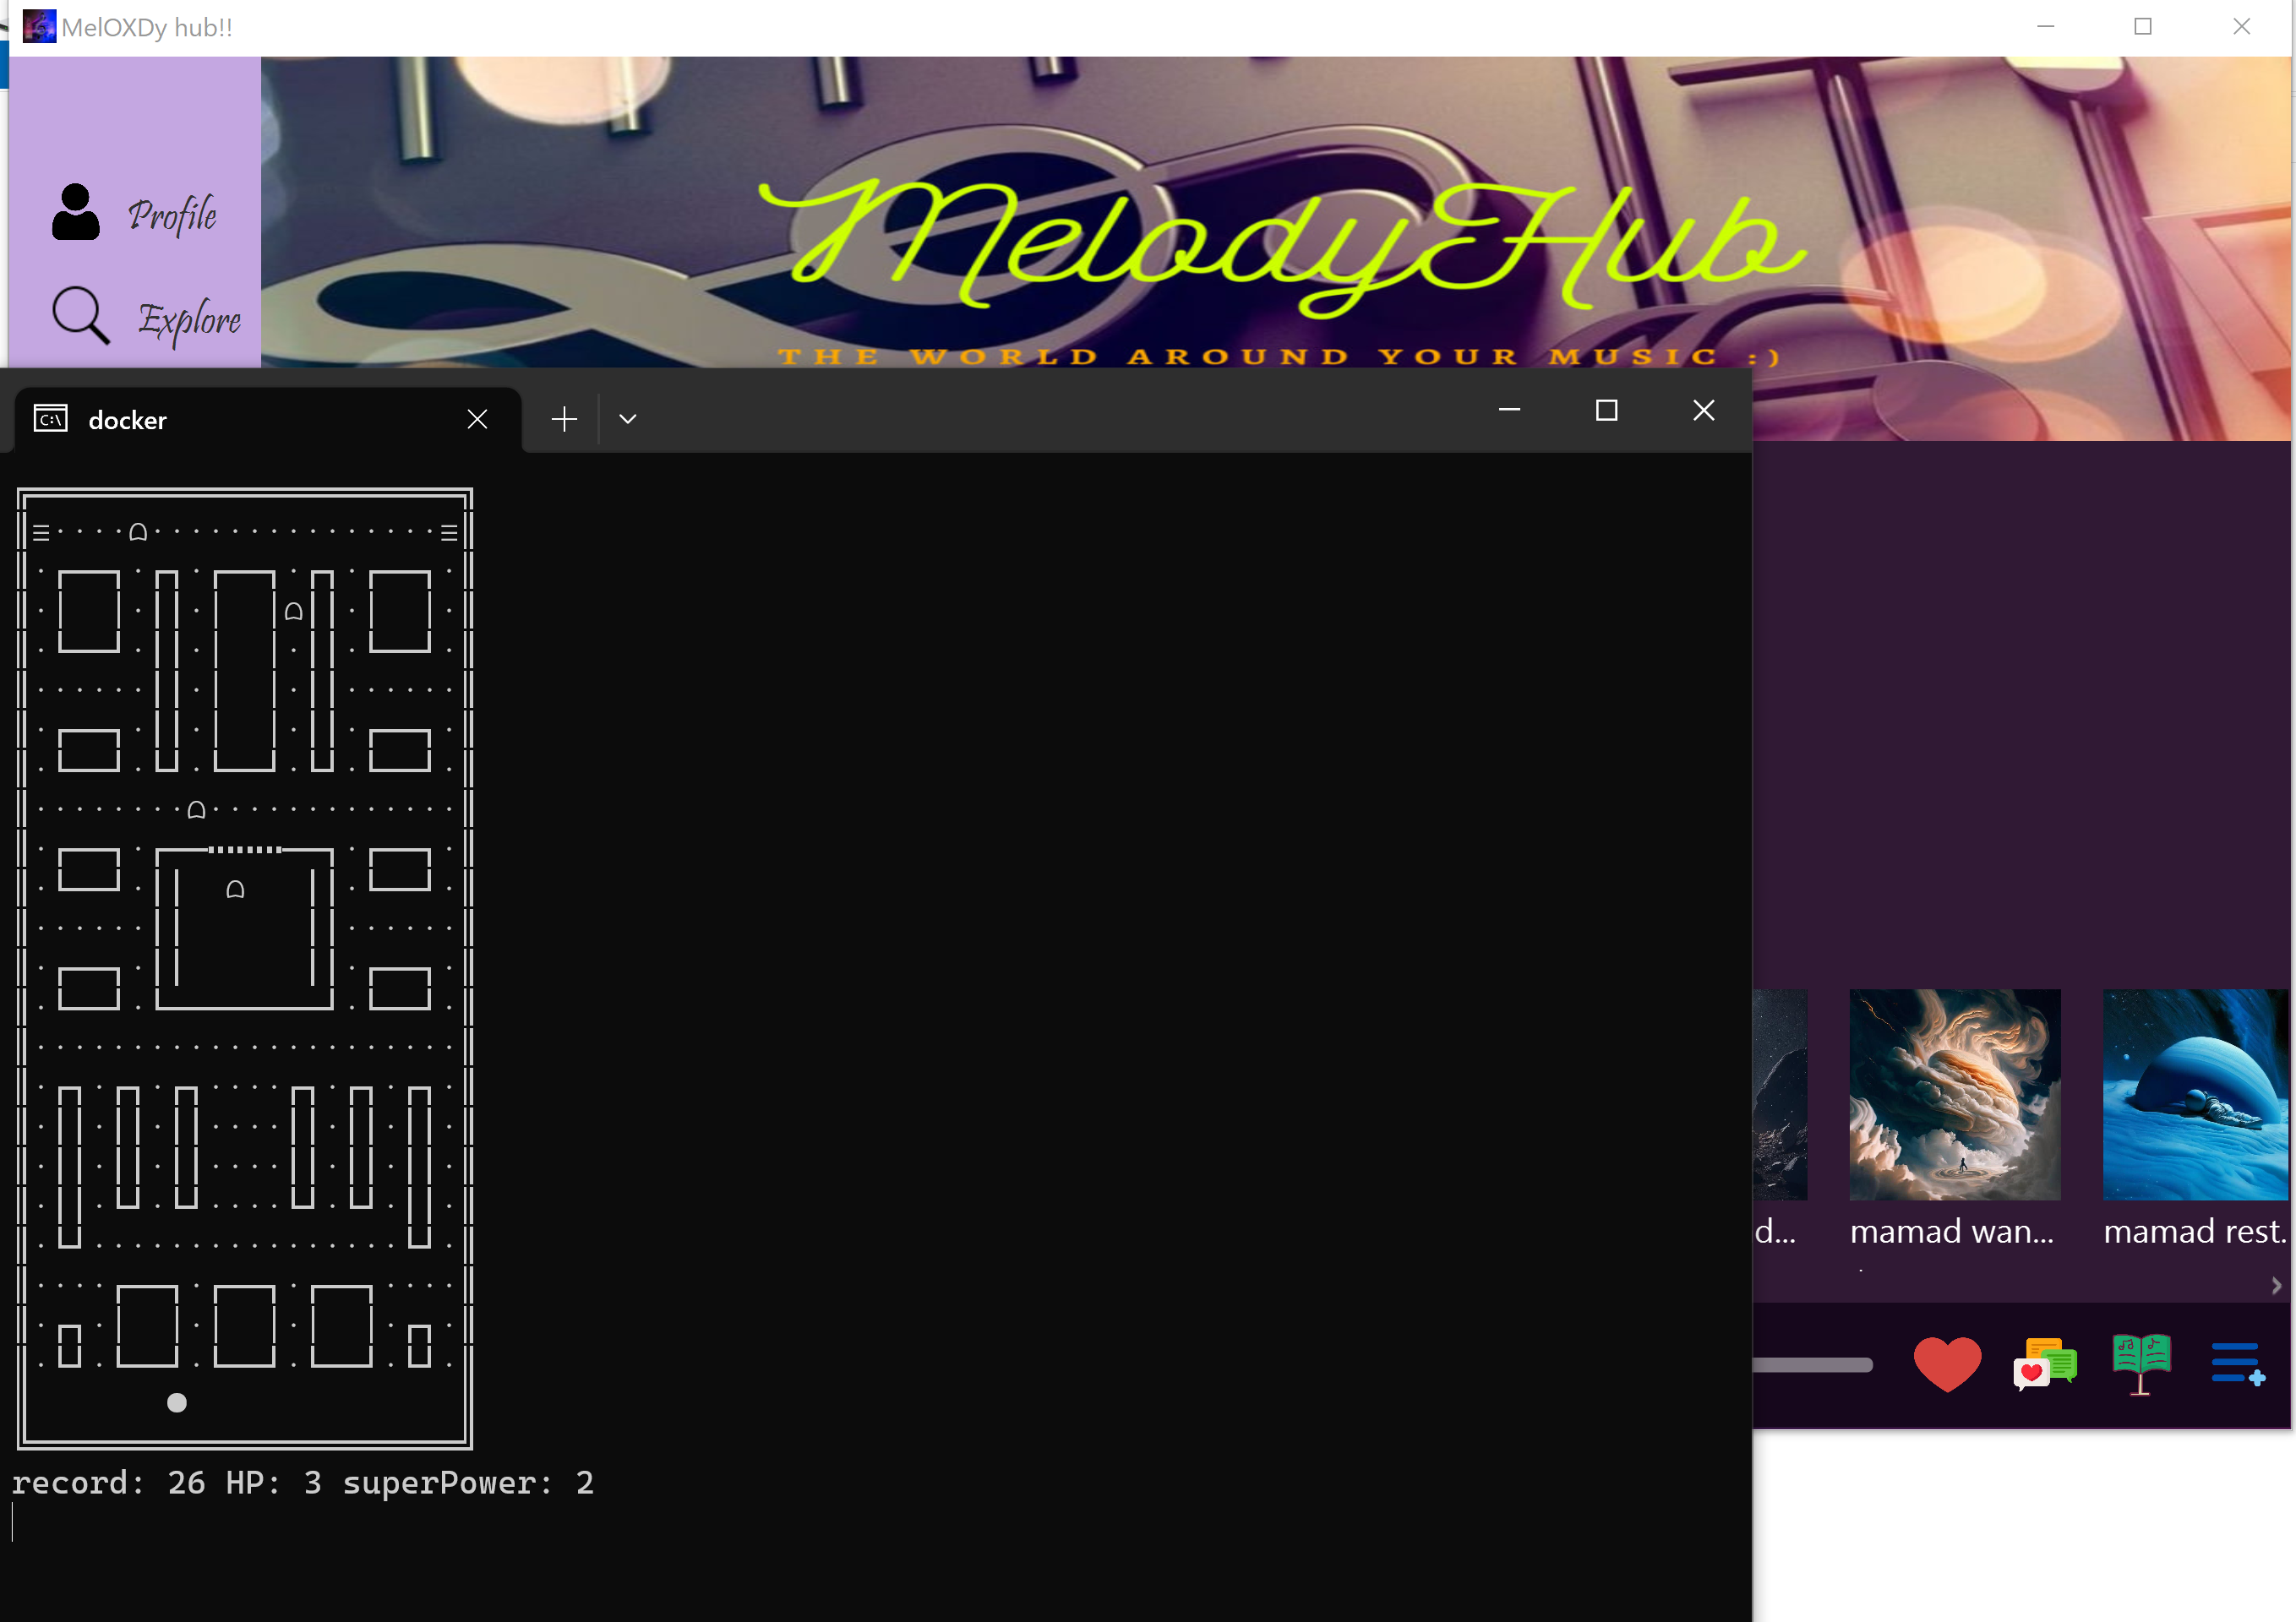 MelOXDy hub!!
Profile
Explore
MelodyHub
THE WORLD AROUND YOUR MUSIC :)
docker
record: 26 HP: 3 superPower: 2
d...
mamad wan...
mamad rest.